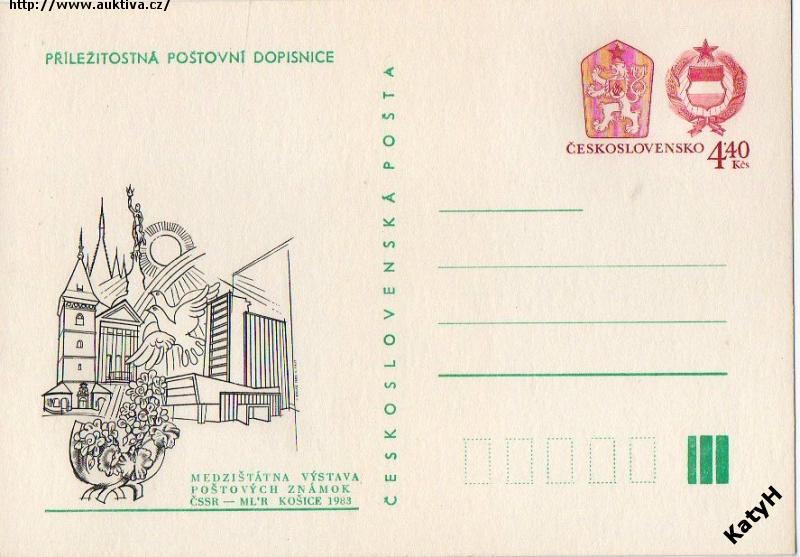 http://www.auktiva.cz/
PŘÍLEŽITOSTNÁ POŠTOVNÍ DOPISNICE
ČESKOSLOVENSKO
4·40
Kčs
ČESKOSLOVENSKÁ POŠTA
MEDZIŠTÁTNA VÝSTAVA
POŠTOVÝCH ZNÁMOK
ČSSR — MĽR KOŠICE 1983
KatyH